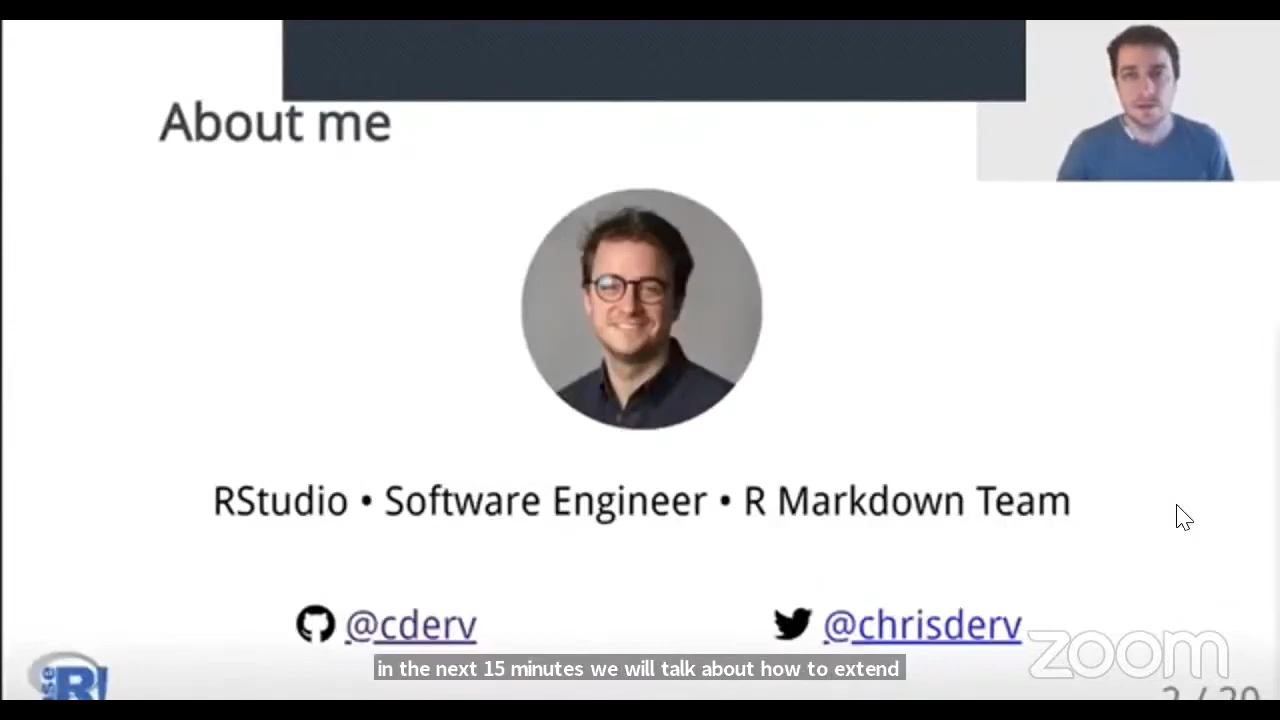 About me
RStudio • Software Engineer • R Markdown Team
@cderv
@chrisderv
zoom
in the next 15 minutes we will talk about how to extend